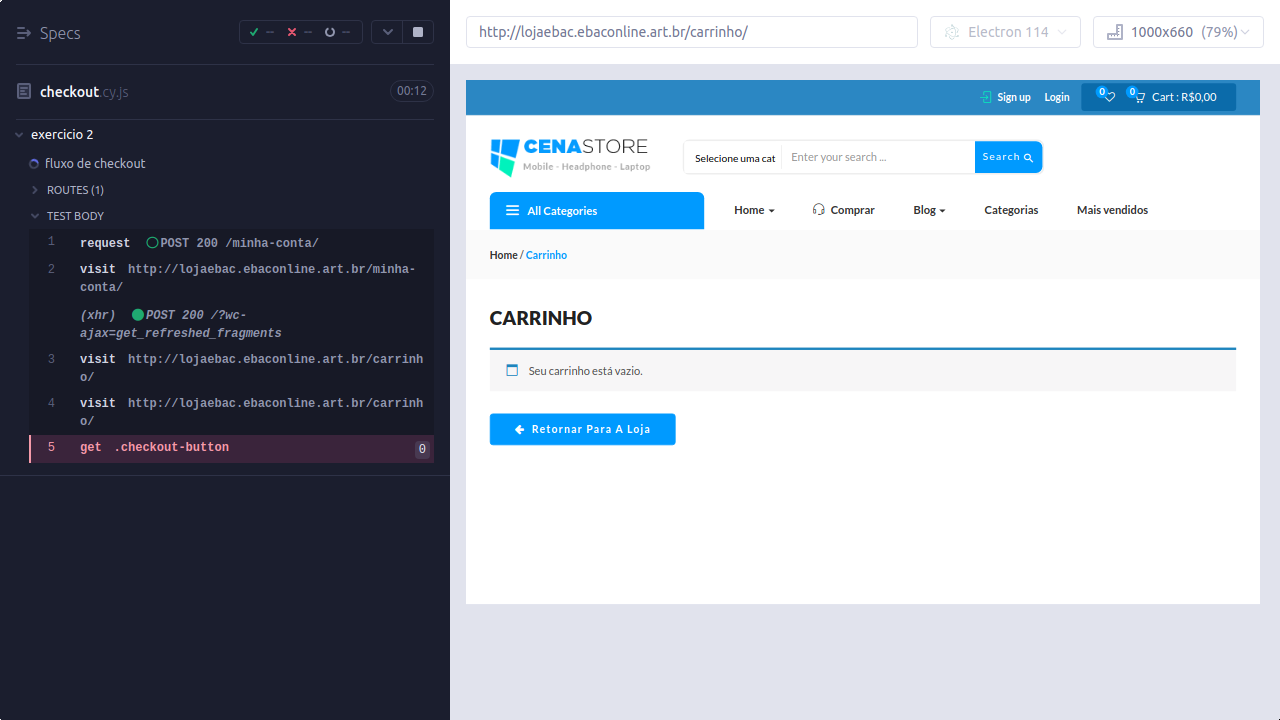 Specs
-- -- --
checkout.cy.js
00:12
exercicio 2
fluxo de checkout
ROUTES (1)
TEST BODY
1 request POST 200 /minha-conta/
2 visit http://lojaebac.ebaconline.art.br/minha-
conta/
(xhr) POST 200 /?wc-
ajax=get_refreshed_fragments
3 visit http://lojaebac.ebaconline.art.br/carrinh
o/
4 visit http://lojaebac.ebaconline.art.br/carrinh
o/
5 get .checkout-button 0
http://lojaebac.ebaconline.art.br/carrinho/
Electron 114
1000x660 (79%)
Sign up Login 0 0 Cart : R$0,00
CENASTORE
Mobile - Headphone - Laptop
Selione uma cat Enter your search ... Search
All Categories
Home Comprar Blog Categorias Mais vendidos
Home / Carrinho
CARRINHO
Seu carrinho está vazio.
Retornar Para A Loja